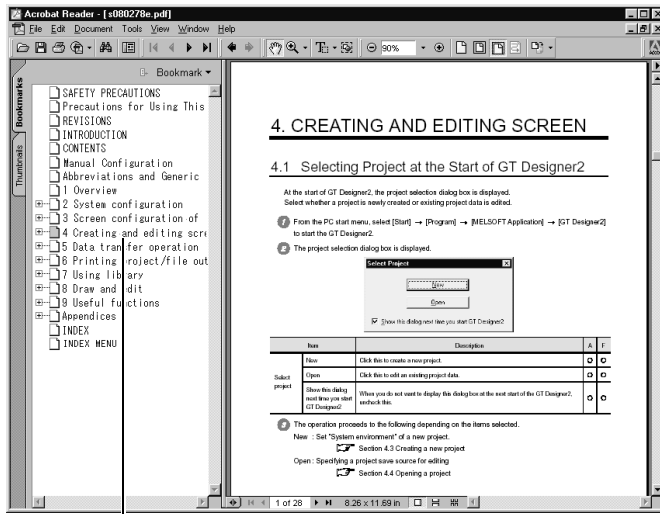 Acrobat Reader - [s080278e.pdf]
File Edit Document Tools View Window Help
90%
Bookmark
Bookmarks
Thumbnails
SAFETY PRECAUTIONS
Precautions for Using This
REVISIONS
INTRODUCTION
CONTENTS
Manual Configuration
Abbreviations and Generic
1 Overview
2 System configuration
3 Screen configuration of
4 Creating and editing scre
5 Data transfer operation
6 Printing project/file out
7 Using library
8 Draw and edit
9 Useful functions
Appendices
INDEX
INDEX MENU
4. CREATING AND EDITING SCREEN
4.1 Selecting Project at the Start of GT Designer2
At the start of GT Designer2, the project selection dialog box is displayed.
Select whether a project is newly created or existing project data is edited.
1 From the PC start menu, select [Start] → [Program] → [MELSOFT Application] → [GT Designer2]
to start the GT Designer2.
2 The project selection dialog box is displayed.
Select Project
New
Open
Show this dialog next time you start GT Designer2
Item Description A F
Select project
New Click this to create a new project.
Open Click this to edit an existing project data.
Show this dialog next time you start GT Designer2 When you do not want to display this dialog box at the next start of the GT Designer2, uncheck this.
3 The operation proceeds to the following depending on the items selected.
New : Set "System environment" of a new project.
Section 4.3 Creating a new project
Open : Specifying a project save source for editing
Section 4.4 Opening a project
1 of 28 8.26 x 11.69 in